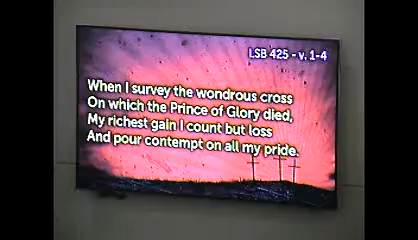 LSB 425 - v. 1-4
When I survey the wondrous cross
On which the Prince of Glory died,
My richest gain I count but loss
And pour contempt on all my pride.